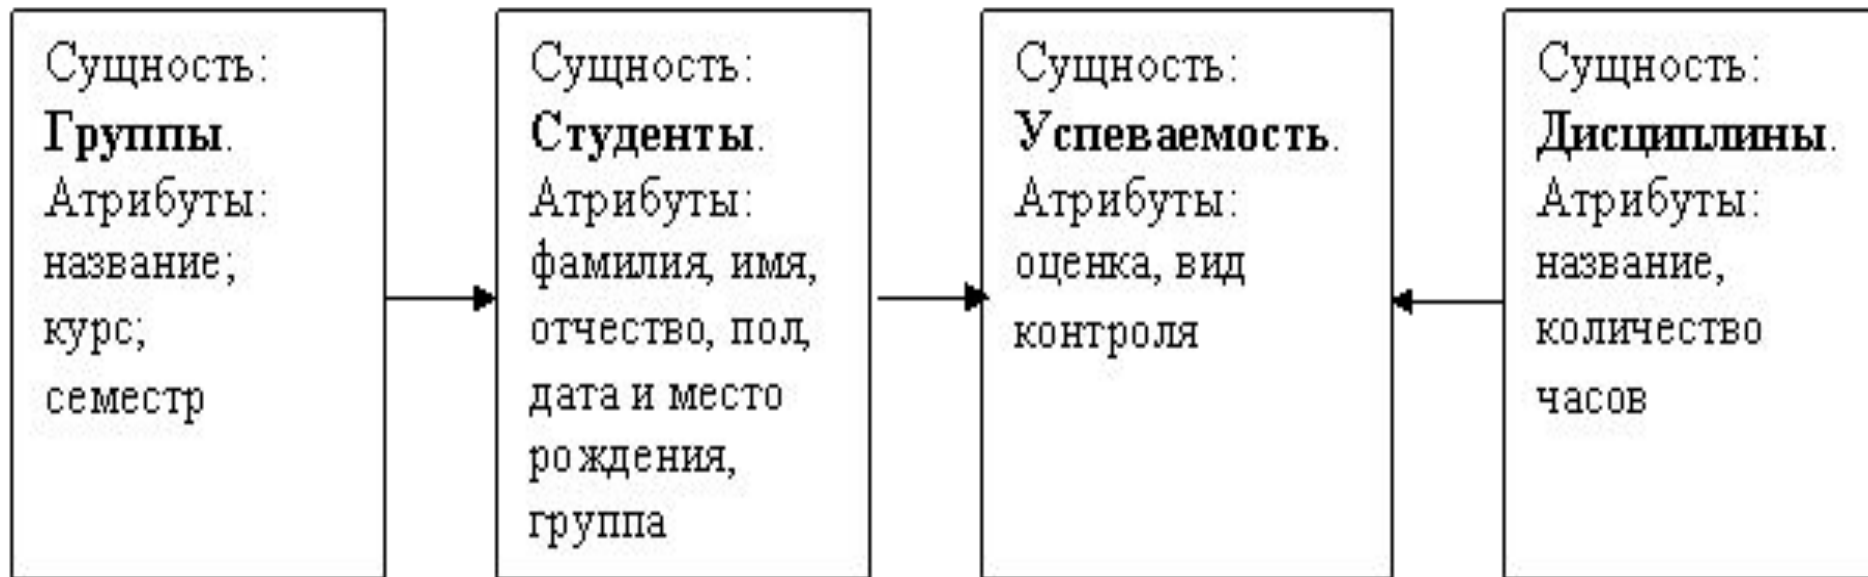 Сущность:
Группы.
Атрибуты:
название;
курс;
семестр
Сущность:
Студенты.
Атрибуты:
фамилия, имя,
отчество, пол,
дата и место
рождения,
группа
Сущность:
Успеваемость.
Атрибуты:
оценка, вид
контроля
Сущность:
Дисциплины.
Атрибуты:
название,
количество
часов